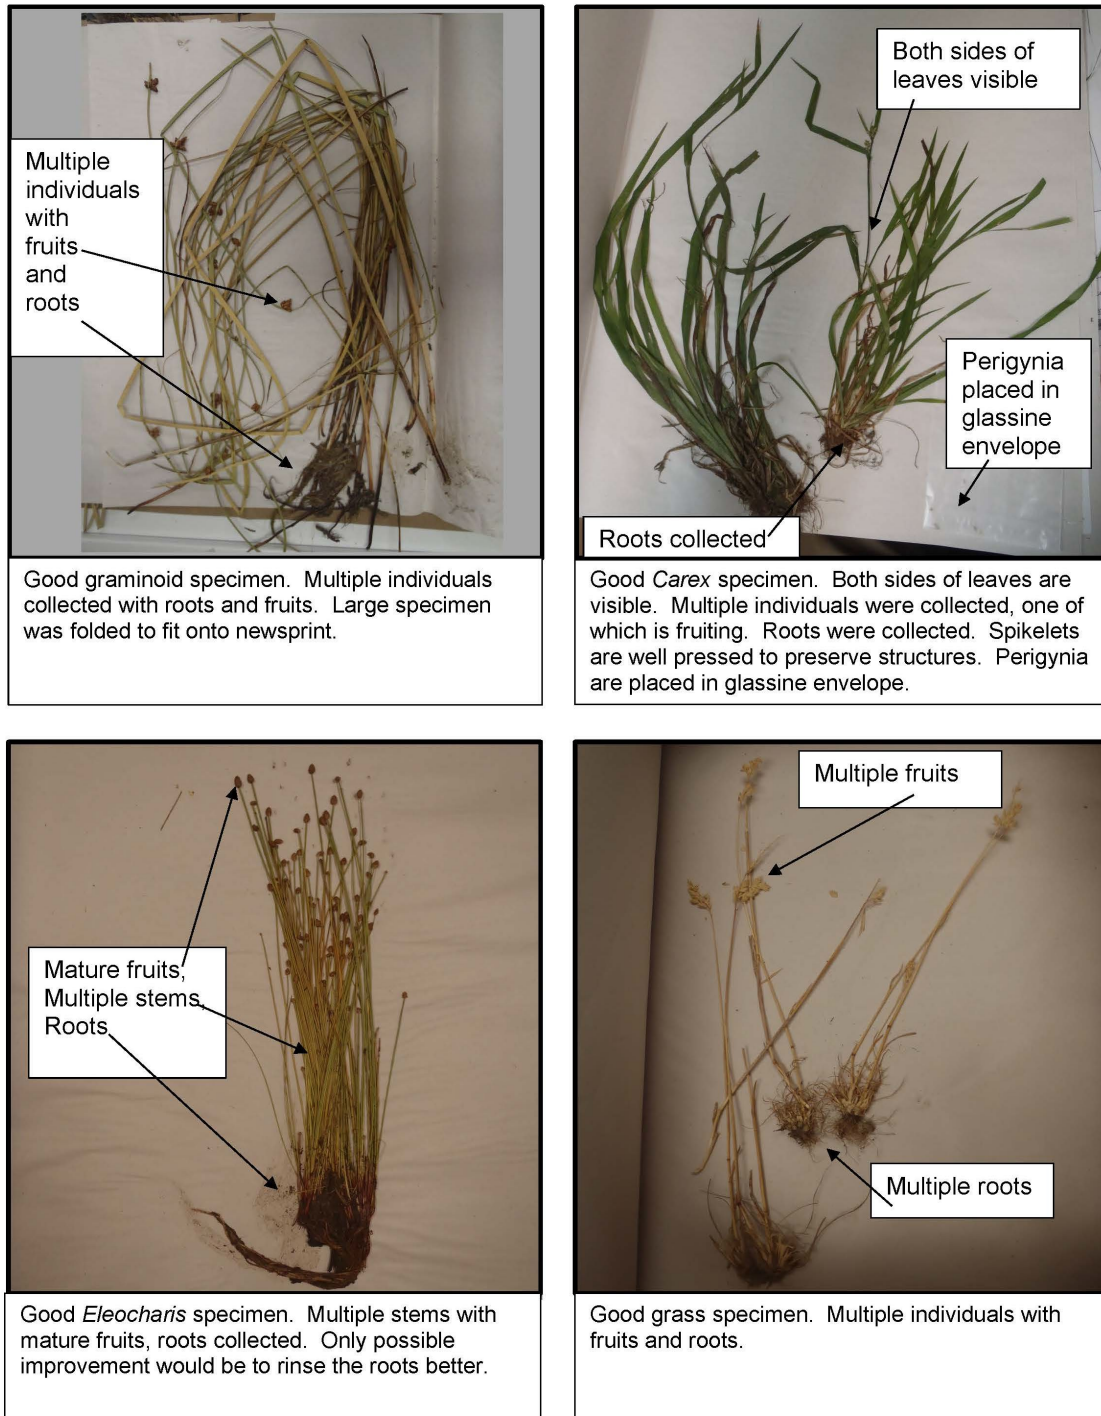 Multiple
individuals
with
fruits
and
roots
Good graminoid specimen.  Multiple individuals
collected with roots and fruits.  Large specimen
was folded to fit onto newsprint.
Both sides of
leaves visible
Perigynia
placed in
glassine
envelope
Roots collected
Good Carex specimen.  Both sides of leaves are
visible.  Multiple individuals were collected, one of
which is fruiting.  Roots were collected.  Spikelets
are well pressed to preserve structures.  Perigynia
are placed in glassine envelope.
Mature fruits,
Multiple stems,
Roots
Good Eleocharis specimen.  Multiple stems with
mature fruits, roots collected.  Only possible
improvement would be to rinse the roots better.
Multiple fruits
Multiple roots
Good grass specimen.  Multiple individuals with
fruits and roots.